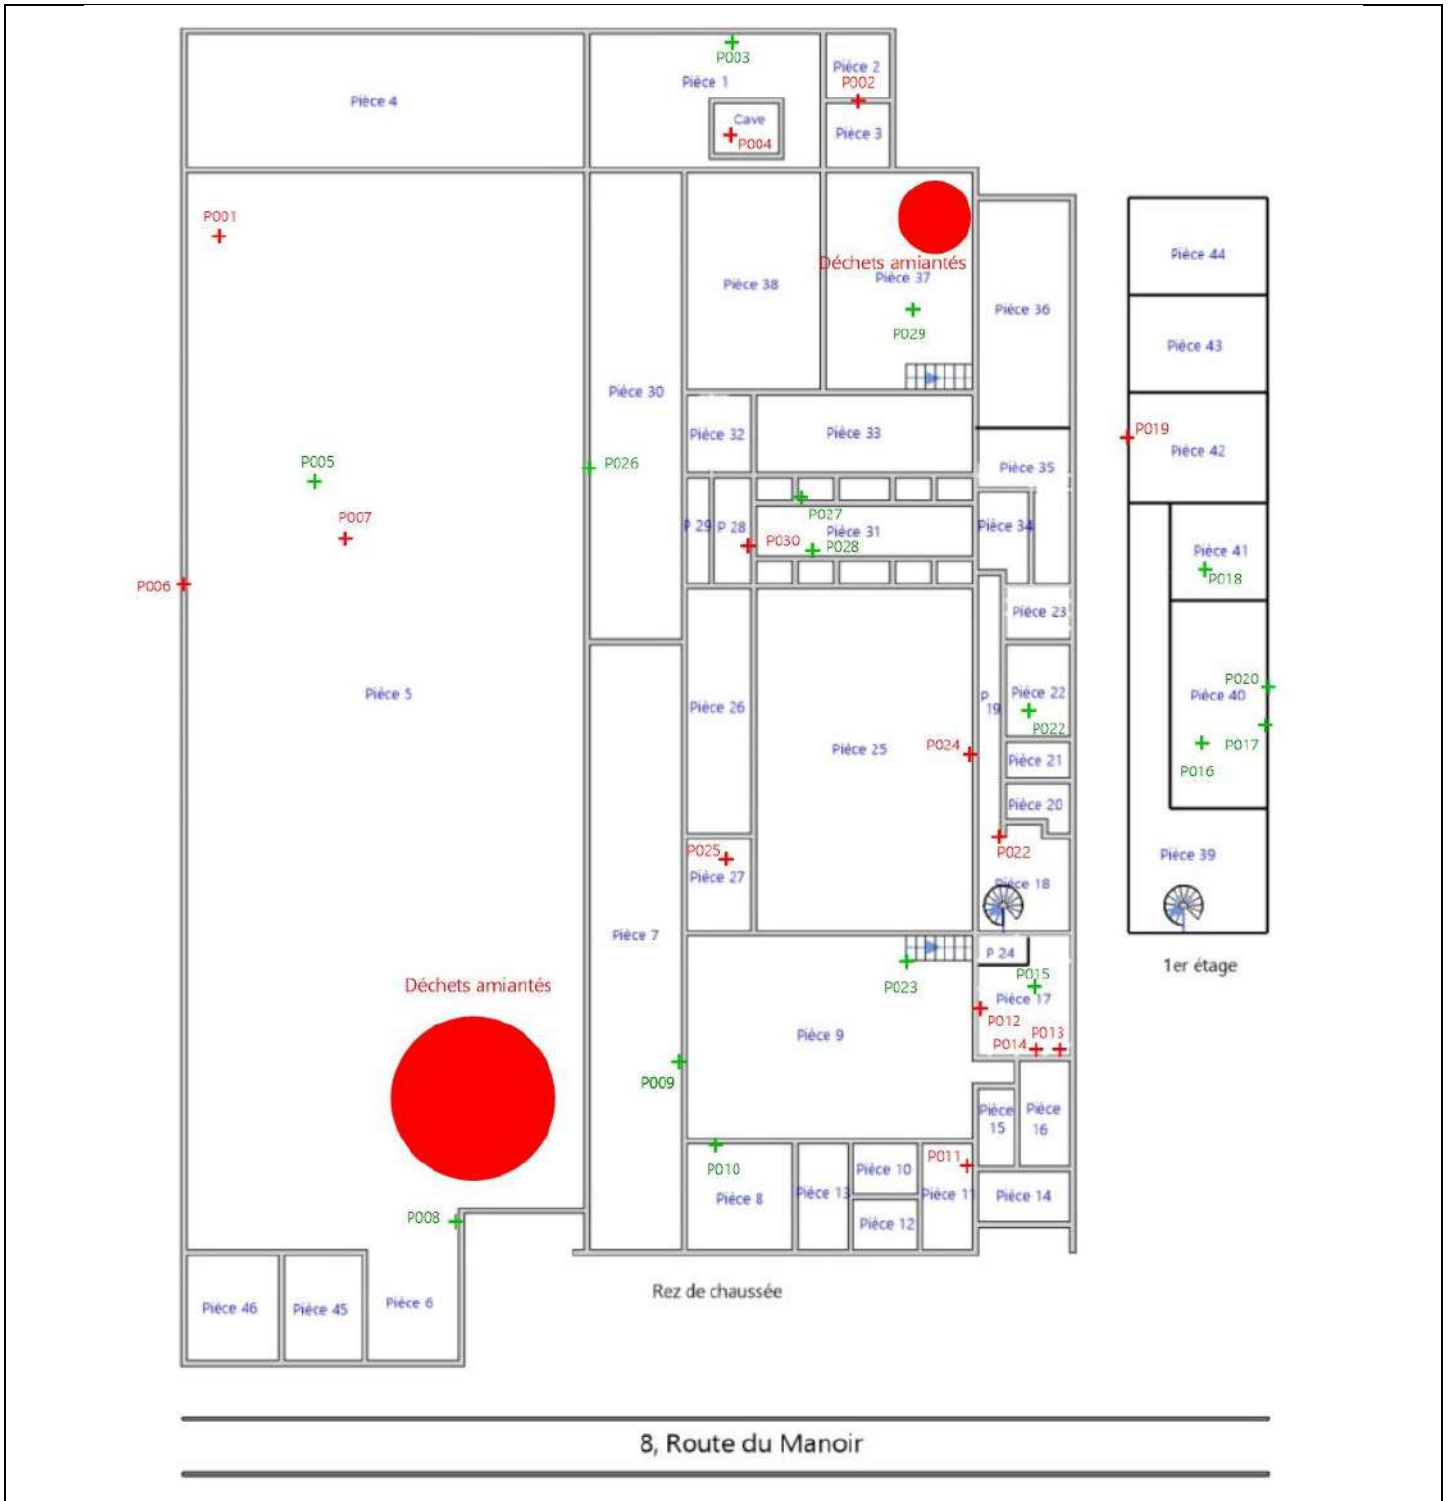 P003
Pièce 1
Pièce 2
P002
Pièce 4
Cave
P004
Pièce 3
P001
Déchets amiantés
Pièce 37
Pièce 38
P029
Pièce 36
Pièce 44
Pièce 43
Pièce 30
Pièce 32
Pièce 33
P019
Pièce 42
P005
P026
Pièce 35
P007
P027
P 29
P 28
P030
Pièce 31
P028
Pièce 34
Pièce 41
P018
P006
Pièce 23
Pièce 5
Pièce 26
P
19
Pièce 22
P022
P020
Pièce 40
P017
P016
Pièce 25
P024
Pièce 21
Pièce 20
P025
Pièce 27
P022
Pièce 18
Pièce 39
Pièce 7
P 24
1er étage
Déchets amiantés
P023
P015
Pièce 17
P012
P013
P014
Pièce 9
P009
Pièce
15
Pièce
16
P010
Pièce 8
Pièce 13
Pièce 10
P011
Pièce 11
Pièce 12
Pièce 14
P008
Pièce 46
Pièce 45
Pièce 6
Rez de chaussée
8, Route du Manoir